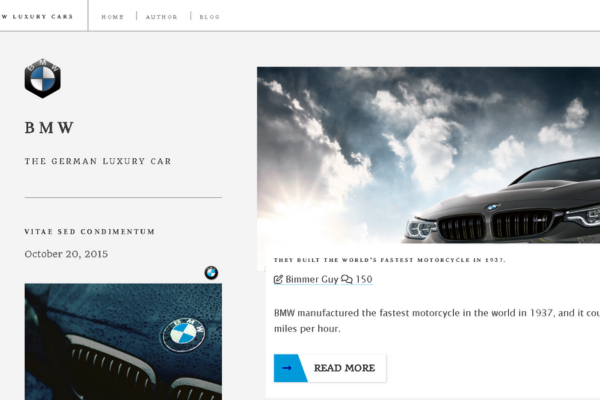 W LUXURY CARS
HOME
AUTHOR
BLOG
BMW
BMW
THE GERMAN LUXURY CAR
VITAE SED CONDIMENTUM
October 20, 2015
BMW
THEY BUILT THE WORLD'S FASTEST MOTORCYCLE IN 1937.
Bimmer Guy 150
BMW manufactured the fastest motorcycle in the world in 1937, and it cou
miles per hour.
→ READ MORE